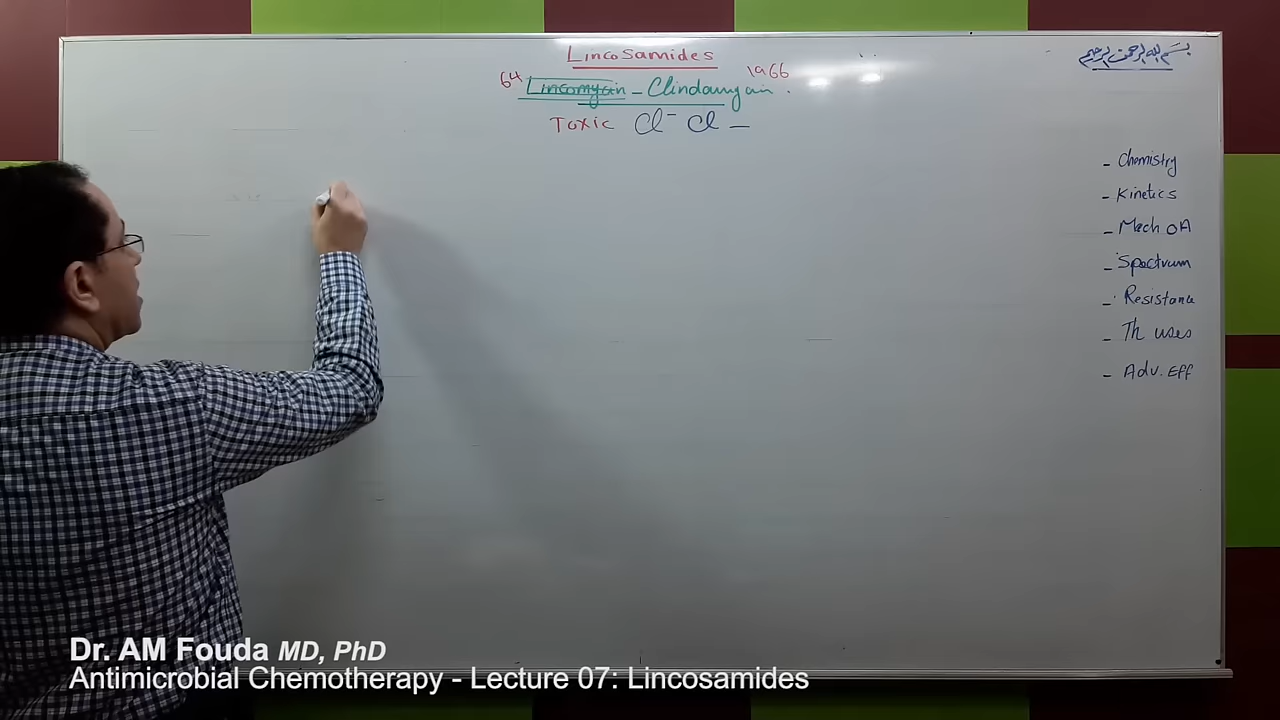 Lincosamides
بسم الله الرحمن الرحيم
64 Lincomycin - Clindamycin 1966
Toxic Cl⁻ Cl -
- Chemistry
- Kinetics
- Mech OA
- Spectrum
- Resistance
- Th uses
- Adv. Eff
Dr. AM Fouda MD, PhD
Antimicrobial Chemotherapy - Lecture 07: Lincosamides